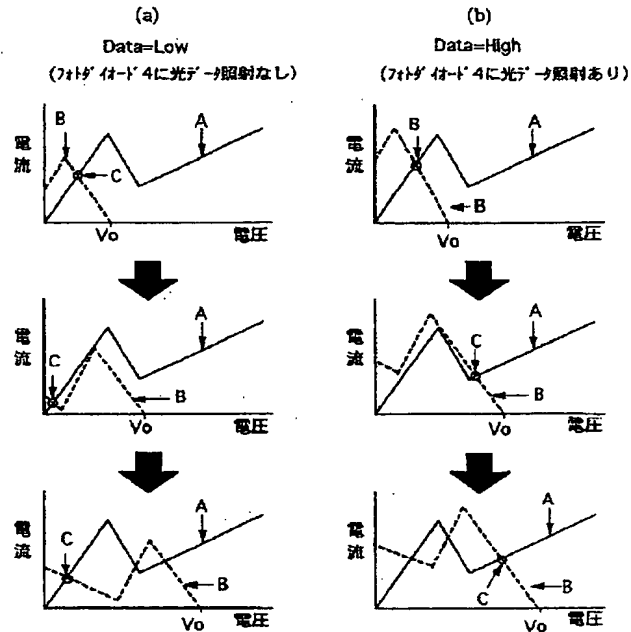 (a)
Data=Low
(フォトダイオード4に光データ照射なし)
電流
B
A
C
Vo
電圧
電流
C
A
B
Vo
電圧
電流
C
A
B
Vo
電圧
(b)
Data=High
(フォトダイオード4に光データ照射あり)
電流
B
A
B
Vo
電圧
電流
C
A
B
Vo
電圧
電流
A
B
C
Vo
電圧